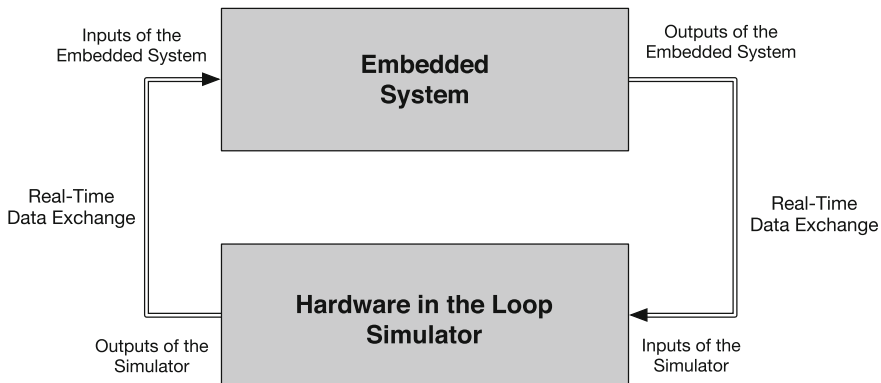 Inputs of the
Embedded System
Embedded
System
Outputs of the
Embedded System
Real-Time
Data Exchange
Real-Time
Data Exchange
Hardware in the Loop
Simulator
Outputs of the
Simulator
Inputs of the
Simulator